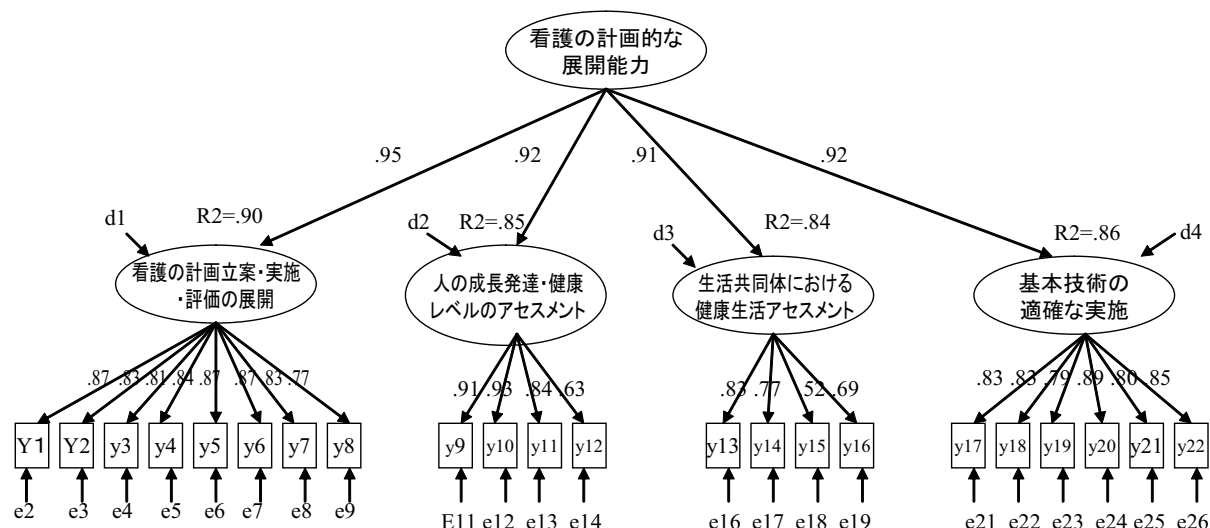 看護の計画的な
展開能力
.95
.92
.91
.92
d1
R2=.90
d2
R2=.85
d3
R2=.84
R2=.86
d4
看護の計画立案・実施
・評価の展開
人の成長発達・健康
レベルのアセスメント
生活共同体における
健康生活アセスメント
基本技術の
適確な実施
.87 .83 .81 .84 .87 .87 .83 .77
.91 .93 .84 .63
.83 .77 .52 .69
.83 .83 .79 .89 .80 .85
Y1 Y2 y3 y4 y5 y6 y7 y8
y9 y10 y11 y12
y13 y14 y15 y16
y17 y18 y19 y20 y21 y22
e2 e3 e4 e5 e6 e7 e8 e9
E11 e12 e13 e14
e16 e17 e18 e19
e21 e22 e23 e24 e25 e26